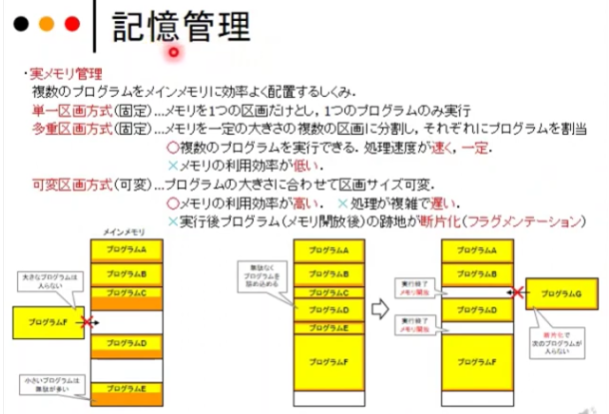 記憶管理
・実メモリ管理
複数のプログラムをメインメモリに効率よく配置するしくみ.
単一区画方式(固定)…メモリを1つの区画だけとし,1つのプログラムのみ実行
多重区画方式(固定)…メモリを一定の大きさの複数の区画に分割し,それぞれにプログラムを割当
○複数のプログラムを実行できる.処理速度が速く,一定.
×メモリの利用効率が低い.
可変区画方式(可変)…プログラムの大きさに合わせて区画サイズ可変.
○メモリの利用効率が高い. ×処理が複雑で遅い.
×実行後プログラム(メモリ開放後)の跡地が断片化(フラグメンテーション)
メインメモリ
プログラムA
プログラムB
プログラムC
プログラムD
プログラムE
大きなプログラムは
入らない
プログラムF
小さいプログラムは
無駄が多い
無駄なく
プログラムを
詰め込める
プログラムA
プログラムB
プログラムC
プログラムD
プログラムE
プログラムF
プログラムA
プログラムB
プログラムD
プログラムF
実行終了
メモリ開放
実行終了
メモリ開放
プログラムG
断片化で
次のプログラムが
入らない